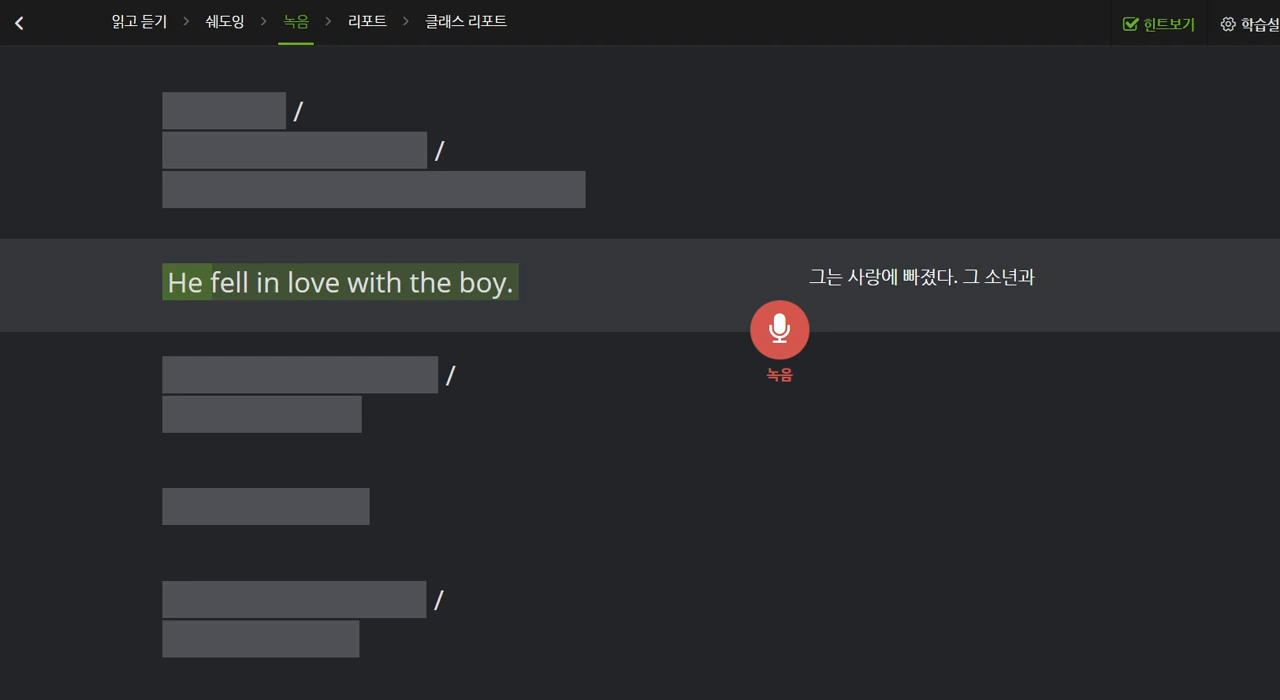 읽고 듣기 > 쉐도잉 > 녹음 > 리포트 > 클래스 리포트
힌트보기
학습설
/
/
He fell in love with the boy.
그는 사랑에 빠졌다. 그 소년과
녹음
/
/